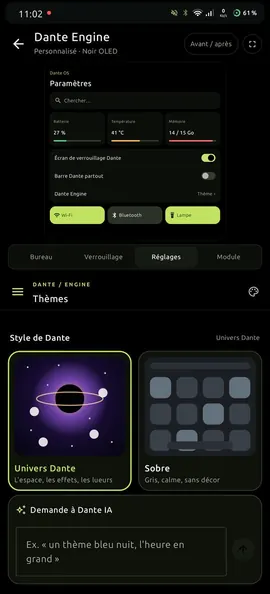 11:02
61 %
Dante Engine
Personnalisé · Noir OLED
Avant / après
Dante OS
Paramètres
Chercher...
Batterie
Température
Mémoire
27 %
41 °C
14 / 15 Go
Écran de verrouillage Dante
Barre Dante partout
Dante Engine
Thème ›
Wi-Fi
Bluetooth
Lampe
Bureau
Verrouillage
Réglages
Module
DANTE / ENGINE
Thèmes
Style de Dante
Univers Dante
Univers Dante
L'espace, les effets, les lueurs
Sobre
Gris, calme, sans décor
Demande à Dante IA
Ex. « un thème bleu nuit, l'heure en
grand »